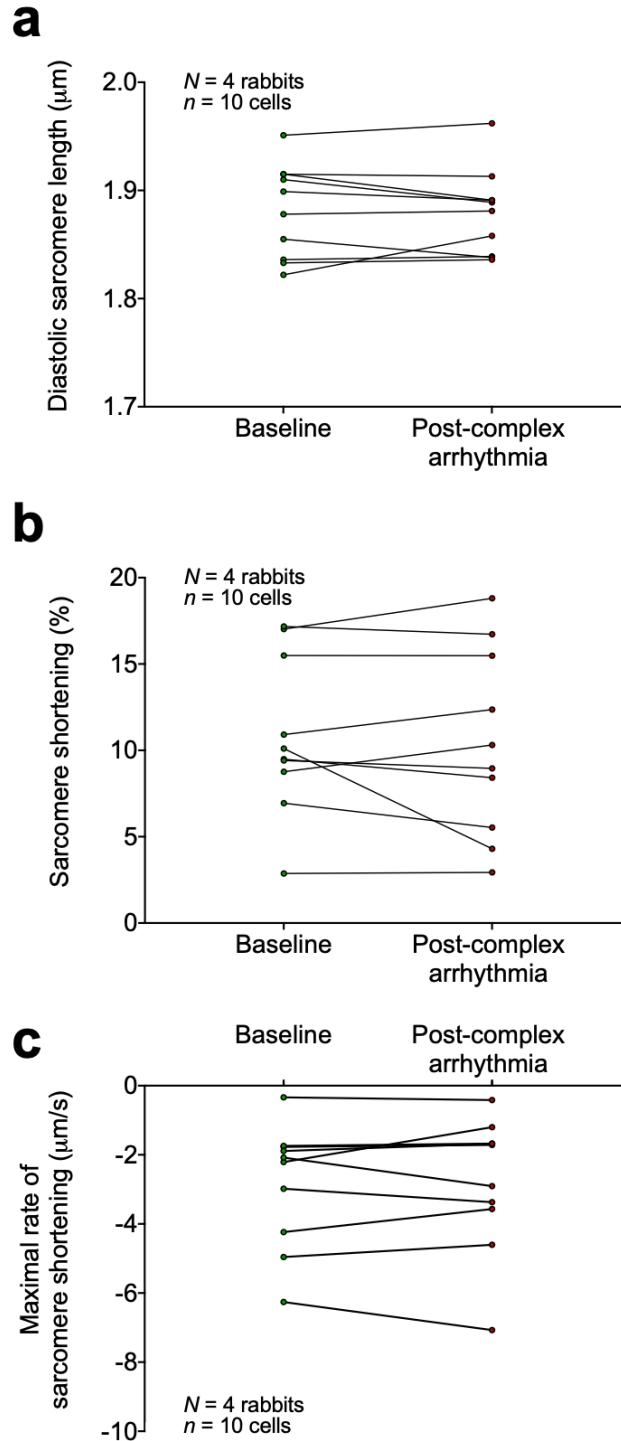 a
Diastolic sarcomere length (μm)
2.0
1.9
1.8
1.7
N = 4 rabbits
n = 10 cells
Baseline
Post-complex
arrhythmia
b
Sarcomere shortening (%)
20
15
10
5
0
N = 4 rabbits
n = 10 cells
Baseline
Post-complex
arrhythmia
c
Baseline
Post-complex
arrhythmia
Maximal rate of
sarcomere shortening (μm/s)
0
-2
-4
-6
-8
-10
N = 4 rabbits
n = 10 cells